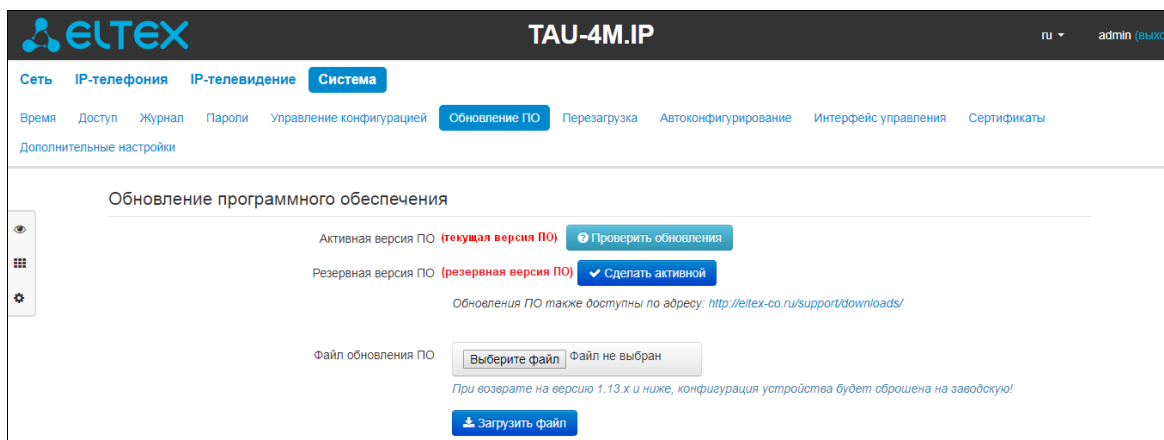 ELTEX TAU-4M.IP ru admin (выхо
Сеть IP-телефония IP-телевидение Система
Время Доступ Журнал Пароли Управление конфигурацией Обновление ПО Перезагрузка Автоконфигурирование Интерфейс управления Сертификаты
Дополнительные настройки
Обновление программного обеспечения
Активная версия ПО (текущая версия ПО) Проверить обновления
Резервная версия ПО (резервная версия ПО) Сделать активной
Обновления ПО также доступны по адресу: http://eltex-co.ru/support/downloads/
Файл обновления ПО Выберите файл Файл не выбран
При возврате на версию 1.13.x и ниже, конфигурация устройства будет сброшена на заводскую!
Загрузить файл